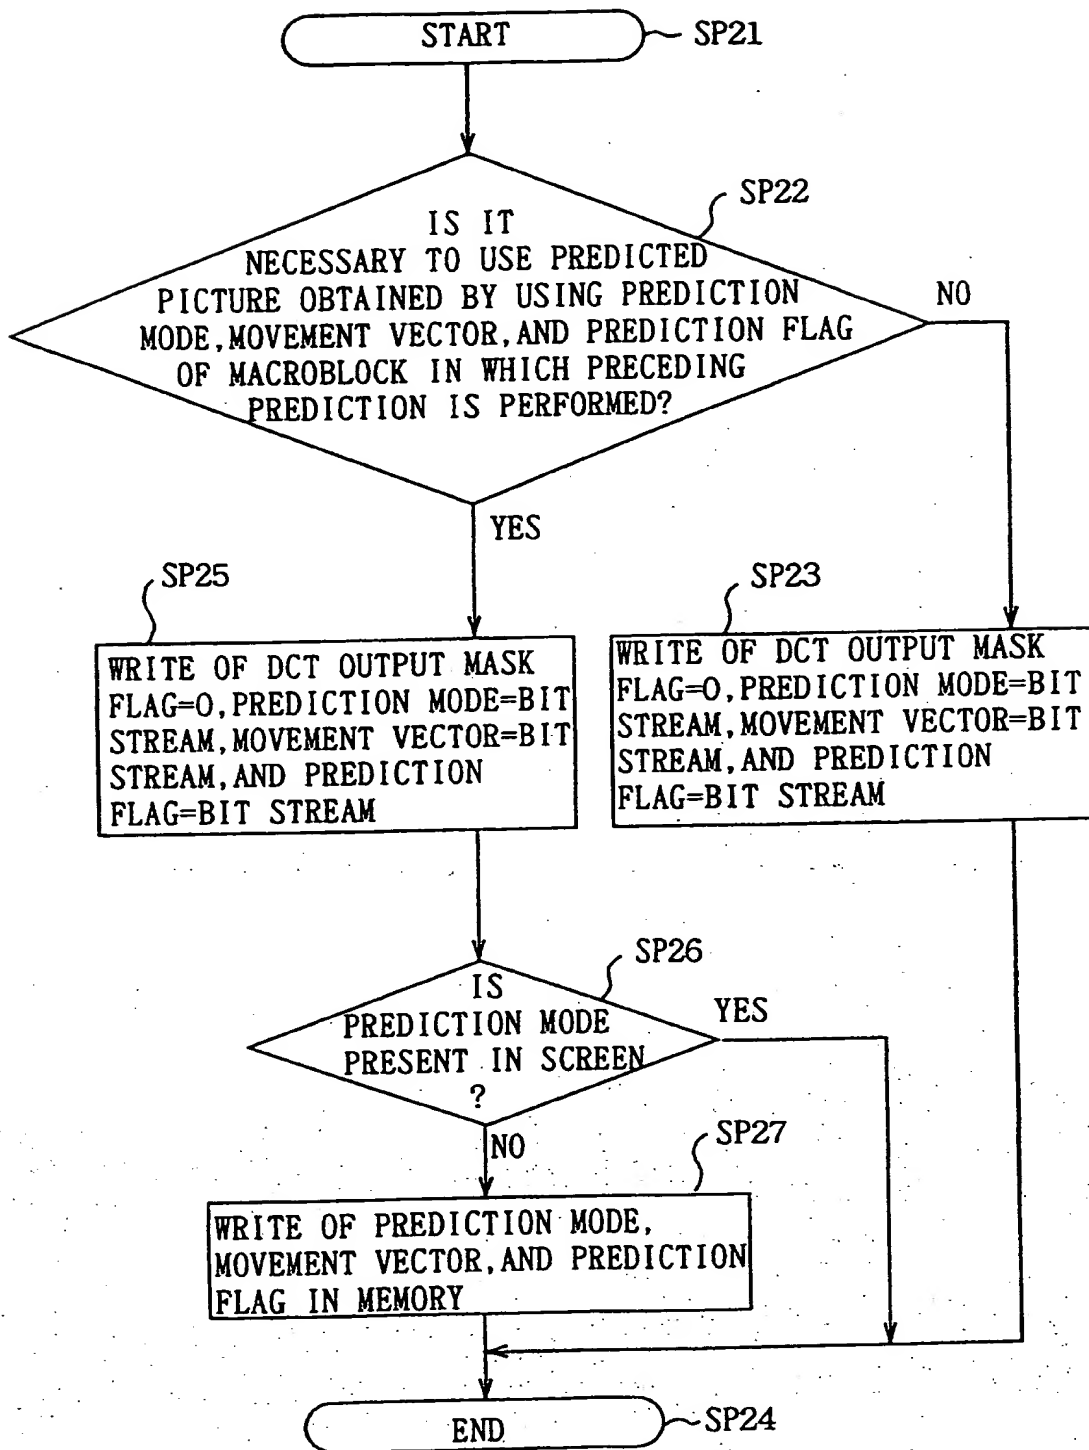 START
SP21
SP22
IS IT
NECESSARY TO USE PREDICTED
PICTURE OBTAINED BY USING PREDICTION
MODE,MOVEMENT VECTOR,AND PREDICTION FLAG
OF MACROBLOCK IN WHICH PRECEDING
PREDICTION IS PERFORMED?
NO
YES
SP25
WRITE OF DCT OUTPUT MASK
FLAG=0,PREDICTION MODE=BIT
STREAM,MOVEMENT VECTOR=BIT
STREAM,AND PREDICTION
FLAG=BIT STREAM
SP23
WRITE OF DCT OUTPUT MASK
FLAG=0,PREDICTION MODE=BIT
STREAM,MOVEMENT VECTOR=BIT
STREAM,AND PREDICTION
FLAG=BIT STREAM
SP26
IS
PREDICTION MODE
PRESENT IN SCREEN
?
YES
NO
SP27
WRITE OF PREDICTION MODE,
MOVEMENT VECTOR,AND PREDICTION
FLAG IN MEMORY
END
SP24